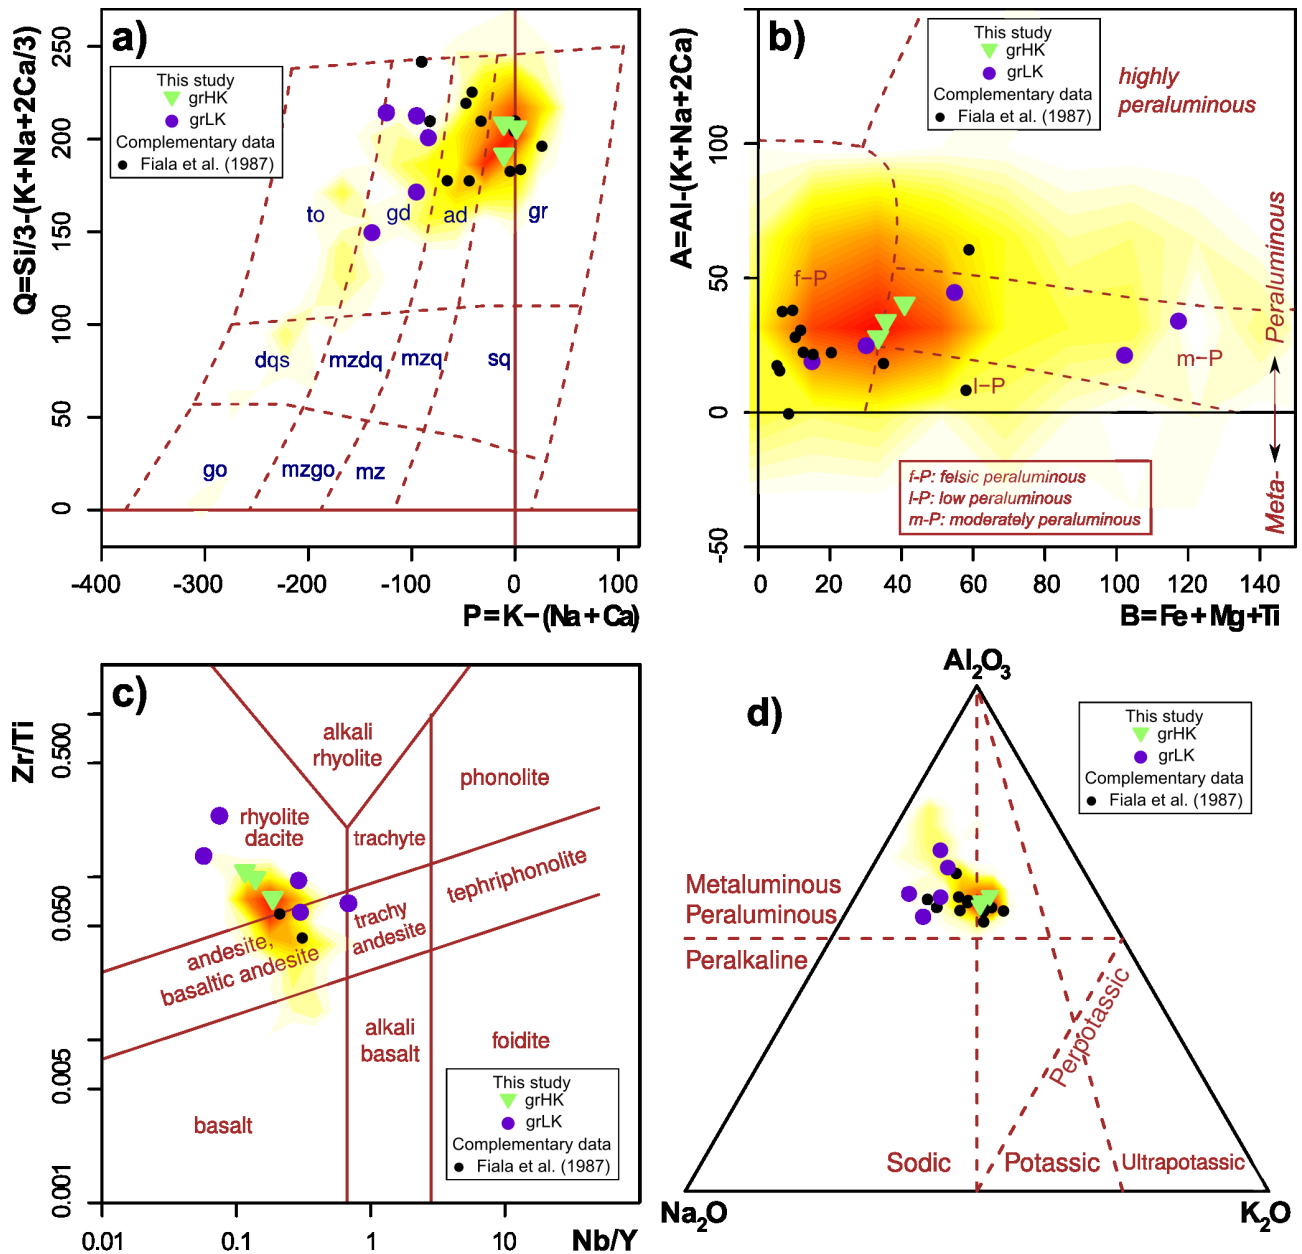 a)
Q=Si/3-(K+Na+2Ca/3)
250
200
150
100
50
0
This study
grHK
grLK
Complementary data
Fiala et al. (1987)
to
gd
ad
gr
dqs
mzdq
mzq
sq
go
mzgo
mz
-400
-300
-200
-100
0
100
P=K-(Na+Ca)
b)
A=Al-(K+Na+2Ca)
100
50
0
-50
This study
grHK
grLK
Complementary data
Fiala et al. (1987)
highly
peraluminous
f-P
l-P
m-P
Peraluminous
Meta-
f-P: felsic peraluminous
l-P: low peraluminous
m-P: moderately peraluminous
0
20
40
60
80
100
120
140
B=Fe+Mg+Ti
c)
Zr/Ti
0.500
0.050
0.005
0.001
alkali
rhyolite
phonolite
rhyolite
dacite
trachyte
tephriphonolite
trachy
andesite
andesite,
basaltic andesite
alkali
basalt
foidite
basalt
This study
grHK
grLK
Complementary data
Fiala et al. (1987)
0.01
0.1
1
10
Nb/Y
d)
Al₂O₃
This study
grHK
grLK
Complementary data
Fiala et al. (1987)
Metaluminous
Peraluminous
Peralkaline
Perpotassic
Sodic
Potassic
Ultrapotassic
Na₂O
K₂O